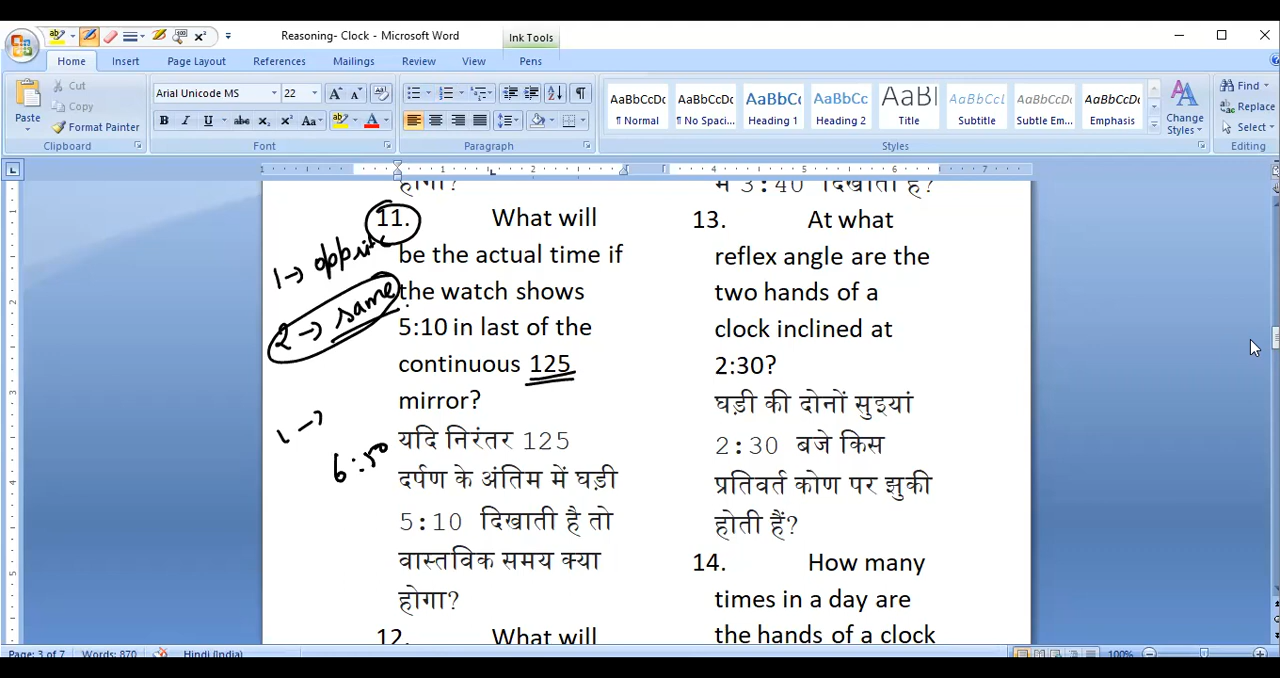 Reasoning- Clock - Microsoft Word
Ink Tools
Home Insert Page Layout References Mailings Review View Pens
Paste
Cut
Copy
Format Painter
Clipboard
Arial Unicode MS 22
B I U abc x₂ x² Aa
Font
Paragraph
AaBbCcDc AaBbCcDc AaBbCc AaBbCc AaBl AaBbCcL AaBbCcDc AaBbCcDc
¶ Normal ¶ No Spaci... Heading 1 Heading 2 Title Subtitle Subtle Em... Emphasis
Styles
Change Styles
Find
Replace
Select
Editing
होगा?
11. What will
be the actual time if
the watch shows
5:10 in last of the
continuous 125
mirror?
यदि निरंतर 125
दर्पण के अंतिम में घड़ी
5:10 दिखाती है तो
वास्तविक समय क्या
होगा?
12. What will
2 → same
1 →
6:50
में 3:40 दिखाती है?
13. At what
reflex angle are the
two hands of a
clock inclined at
2:30?
घड़ी की दोनों सुइयां
2:30 बजे किस
प्रतिवर्त कोण पर झुकी
होती हैं?
14. How many
times in a day are
the hands of a clock
Page: 3 of 7 Words: 870 Hindi (India) 100%